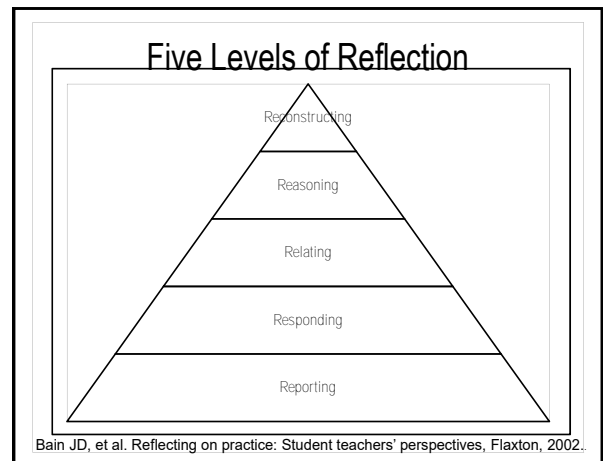 Five Levels of Reflection
Reconstructing
Reasoning
Relating
Responding
Reporting
Bain JD, et al. Reflecting on practice: Student teachers’ perspectives, Flaxton, 2002.